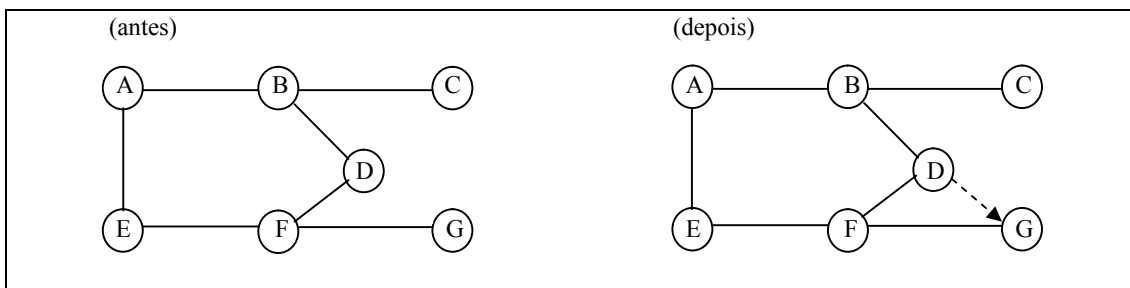 (antes) (depois)
A B C A B C
D D
E F G E F G